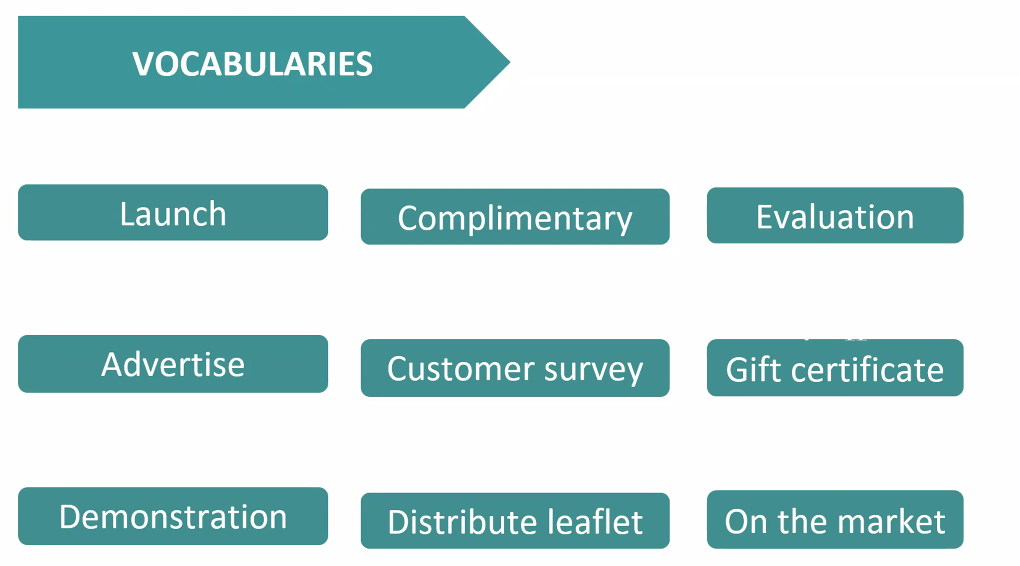 VOCABULARIES
Launch
Complimentary
Evaluation
Advertise
Customer survey
Gift certificate
Demonstration
Distribute leaflet
On the market